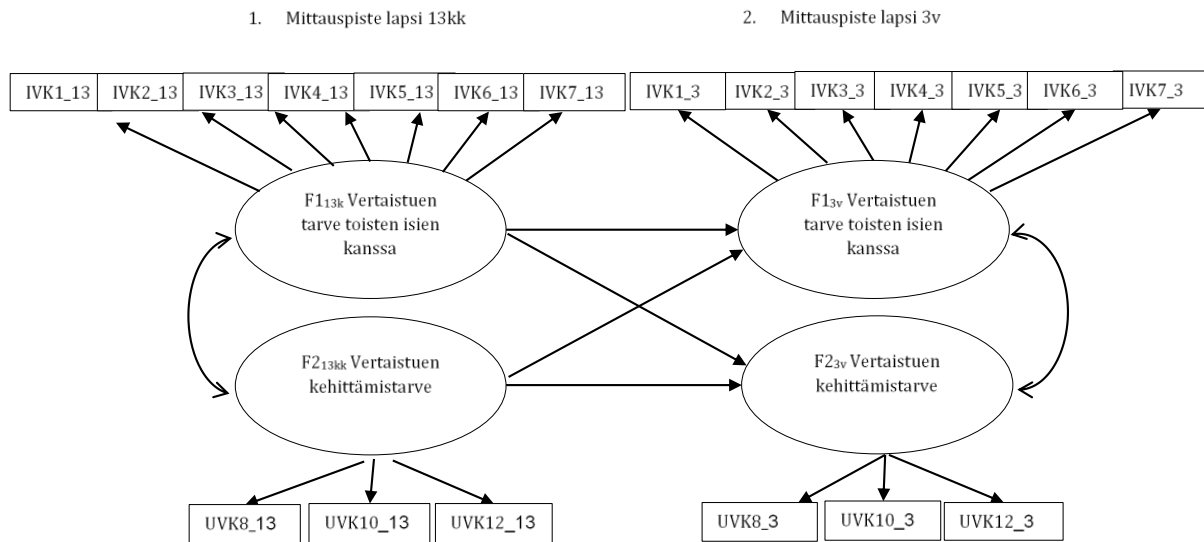 1. Mittauspiste lapsi 13kk
2. Mittauspiste lapsi 3v
IVK1_13 IVK2_13 IVK3_13 IVK4_13 IVK5_13 IVK6_13 IVK7_13
IVK1_3 IVK2_3 IVK3_3 IVK4_3 IVK5_3 IVK6_3 IVK7_3
F1₁₃ₖ Vertaistuen
tarve toisten isien
kanssa
F1₃ᵥ Vertaistuen
tarve toisten isien
kanssa
F2₁₃ₖₖ Vertaistuen
kehittämistarve
F2₃ᵥ Vertaistuen
kehittämistarve
UVK8_13 UVK10_13 UVK12_13
UVK8_3 UVK10_3 UVK12_3